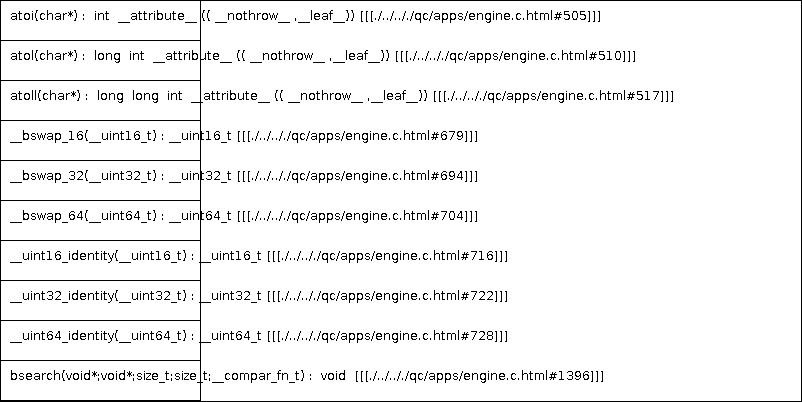 atoi(char*) : int __attribute__ (( __nothrow__ ,__leaf__)) [[[./../.././qc/apps/engine.c.html#505]]]
atol(char*) : long int __attribute__ (( __nothrow__ ,__leaf__)) [[[./../.././qc/apps/engine.c.html#510]]]
atoll(char*) : long long int __attribute__ (( __nothrow__ ,__leaf__)) [[[./../.././qc/apps/engine.c.html#517]]]
__bswap_16(__uint16_t) : __uint16_t [[[./../.././qc/apps/engine.c.html#679]]]
__bswap_32(__uint32_t) : __uint32_t [[[./../.././qc/apps/engine.c.html#694]]]
__bswap_64(__uint64_t) : __uint64_t [[[./../.././qc/apps/engine.c.html#704]]]
__uint16_identity(__uint16_t) : __uint16_t [[[./../.././qc/apps/engine.c.html#716]]]
__uint32_identity(__uint32_t) : __uint32_t [[[./../.././qc/apps/engine.c.html#722]]]
__uint64_identity(__uint64_t) : __uint64_t [[[./../.././qc/apps/engine.c.html#728]]]
bsearch(void*;void*;size_t;size_t;__compar_fn_t) : void [[[./../.././qc/apps/engine.c.html#1396]]]